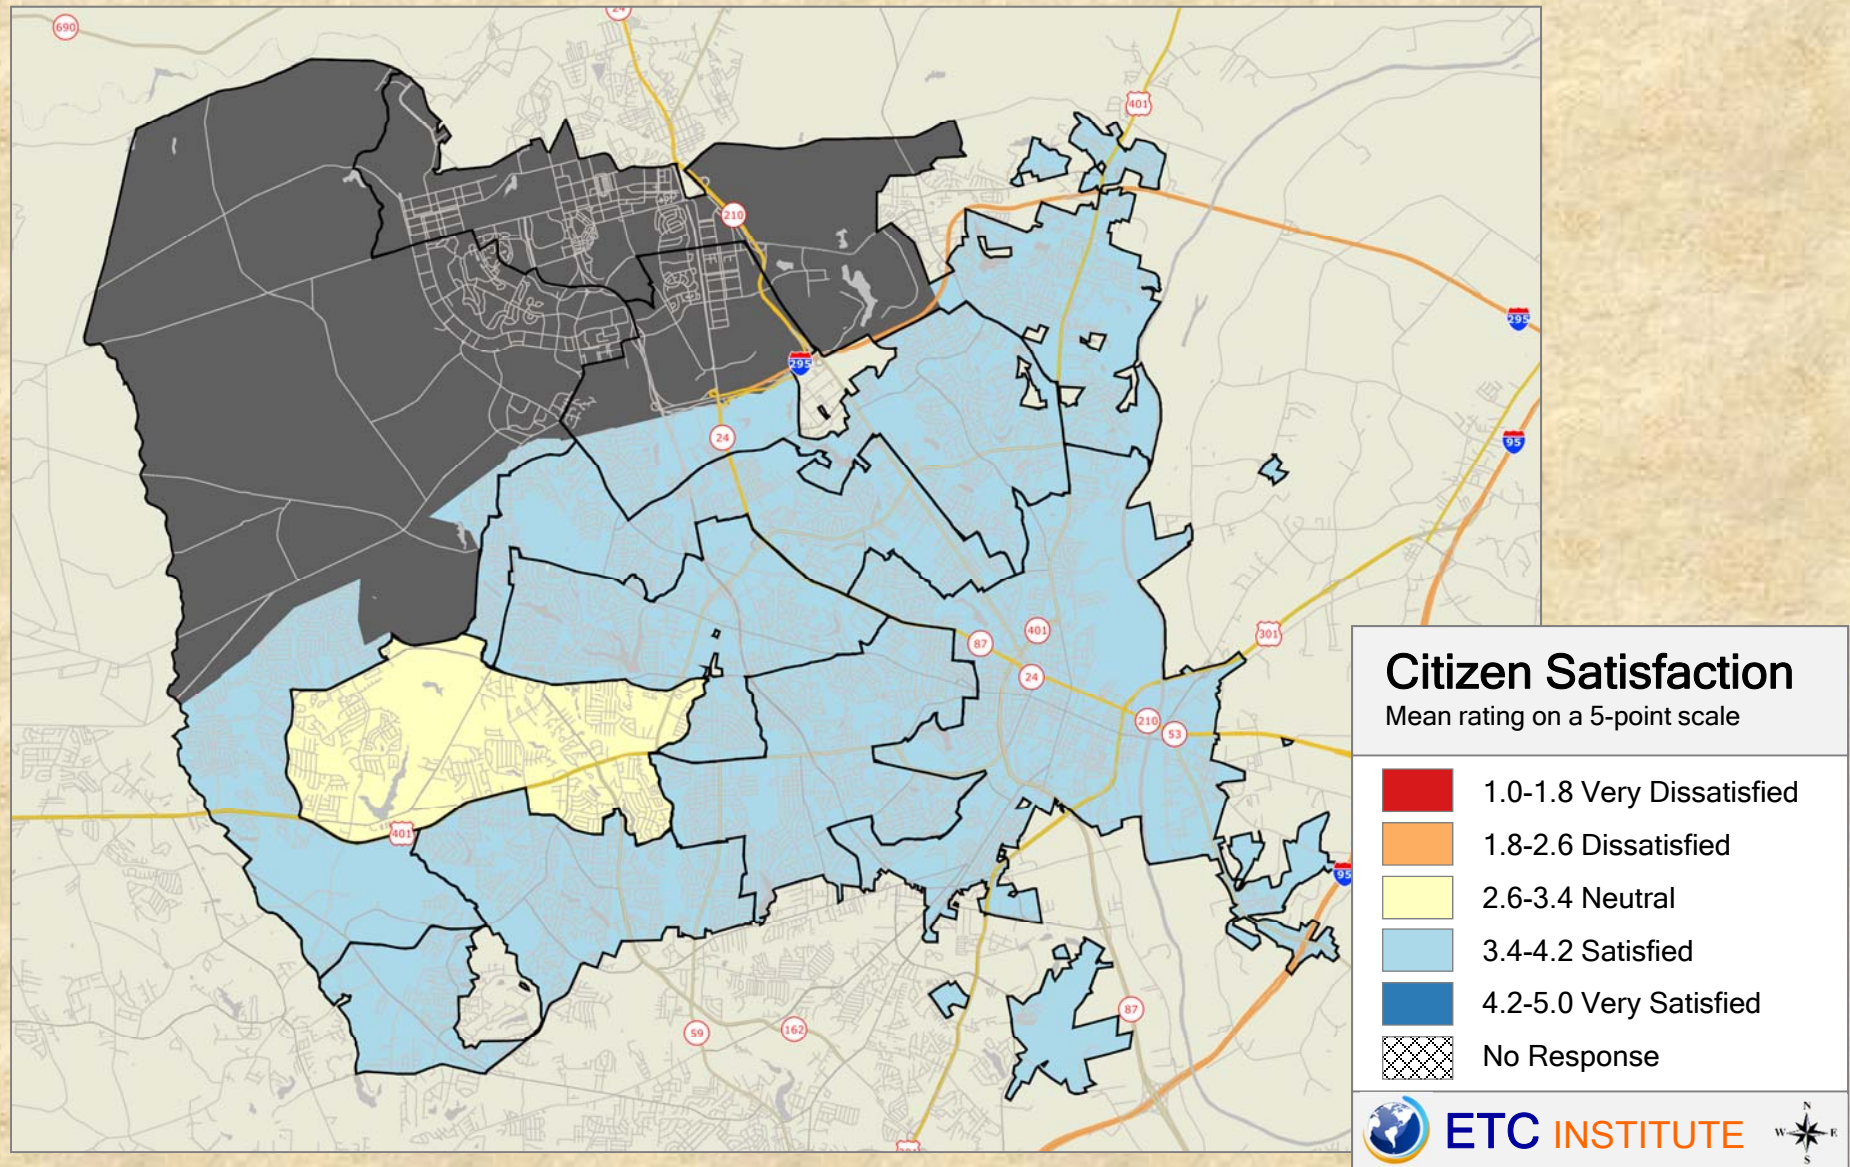 690
24
401
210
295
295
24
95
87
401
24
301
210
53
401
95
59
162
87
Citizen Satisfaction
Mean rating on a 5-point scale
1.0-1.8 Very Dissatisfied
1.8-2.6 Dissatisfied
2.6-3.4 Neutral
3.4-4.2 Satisfied
4.2-5.0 Very Satisfied
No Response
ETC INSTITUTE
N
W E
S